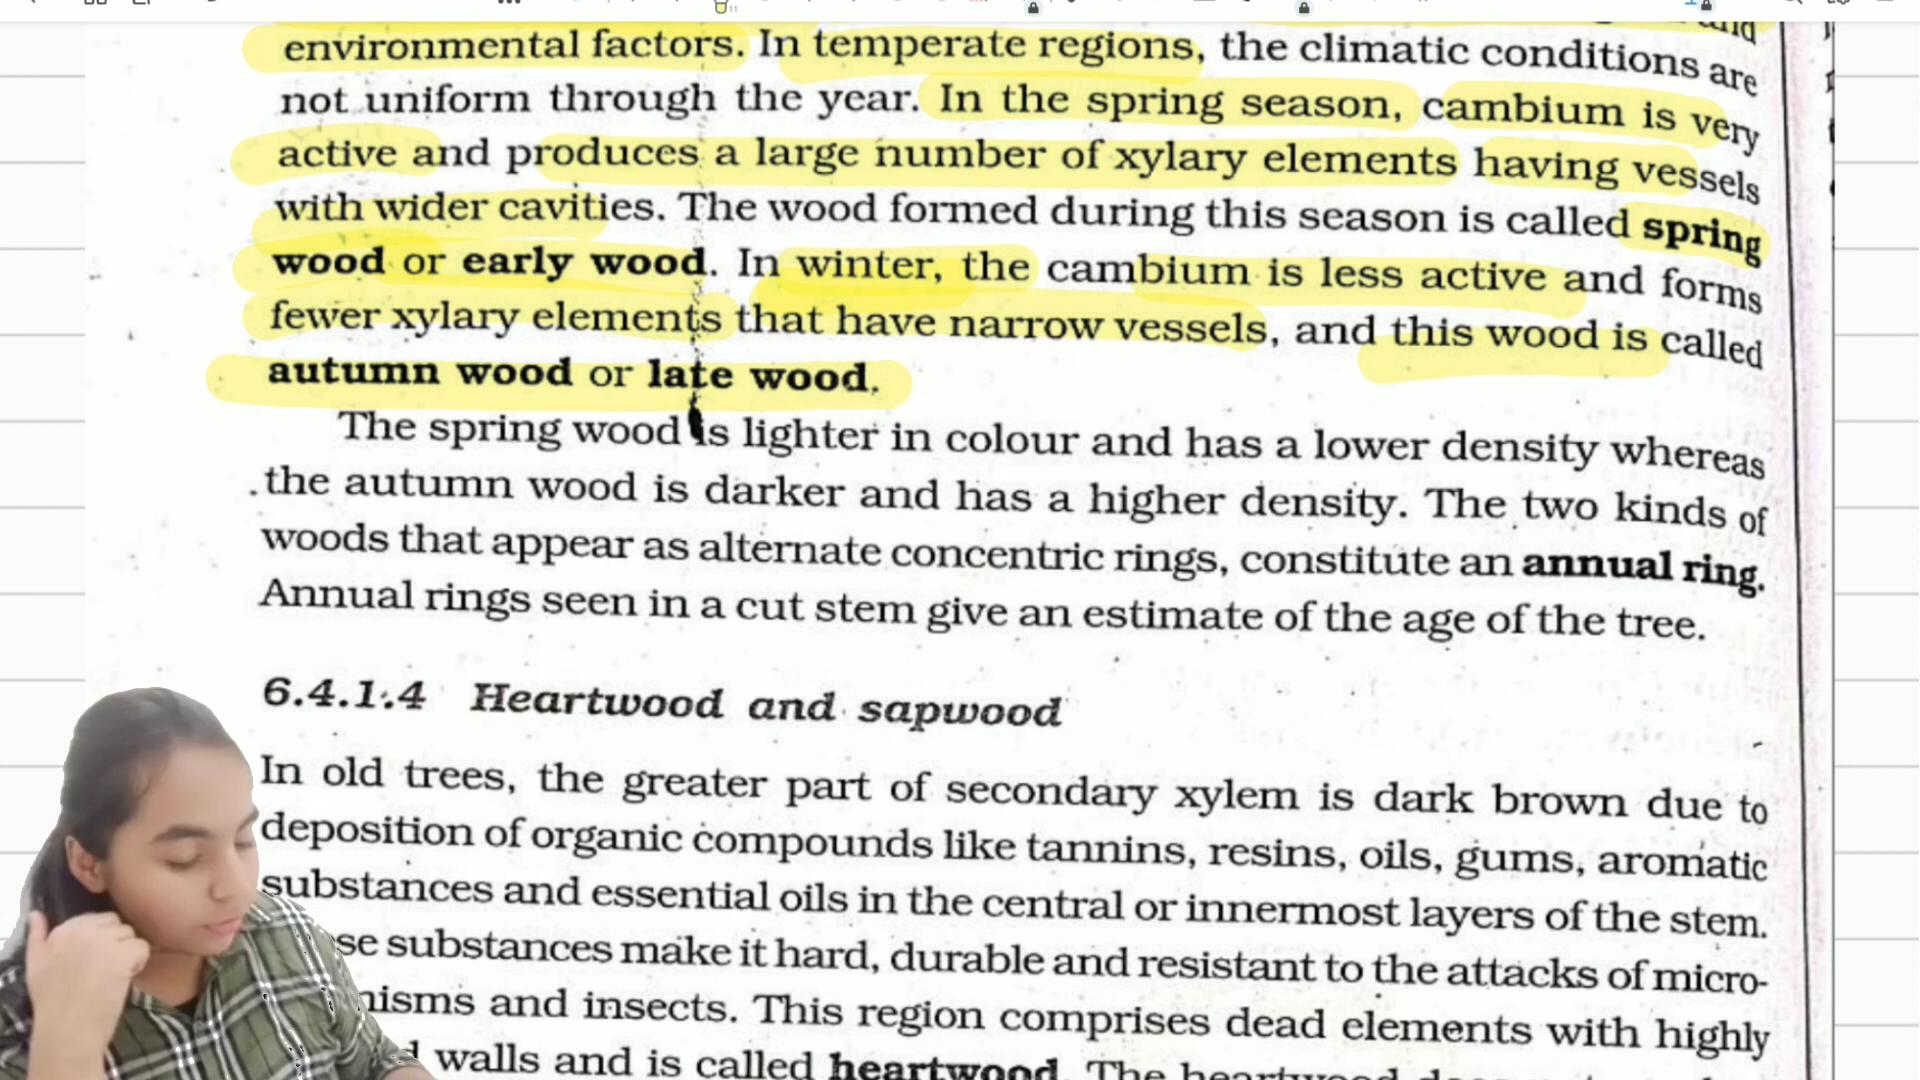 and
environmental factors. In temperate regions, the climatic conditions are
not uniform through the year. In the spring season, cambium is very
active and produces a large number of xylary elements having vessels
with wider cavities. The wood formed during this season is called spring
wood or early wood. In winter, the cambium is less active and forms
fewer xylary elements that have narrow vessels, and this wood is called
autumn wood or late wood.
The spring wood is lighter in colour and has a lower density whereas
the autumn wood is darker and has a higher density. The two kinds of
woods that appear as alternate concentric rings, constitute an annual ring.
Annual rings seen in a cut stem give an estimate of the age of the tree.
6.4.1.4 Heartwood and sapwood
In old trees, the greater part of secondary xylem is dark brown due to
deposition of organic compounds like tannins, resins, oils, gums, aromatic
substances and essential oils in the central or innermost layers of the stem.
se substances make it hard, durable and resistant to the attacks of micro-
nisms and insects. This region comprises dead elements with highly
d walls and is called heartwood. The heartwood